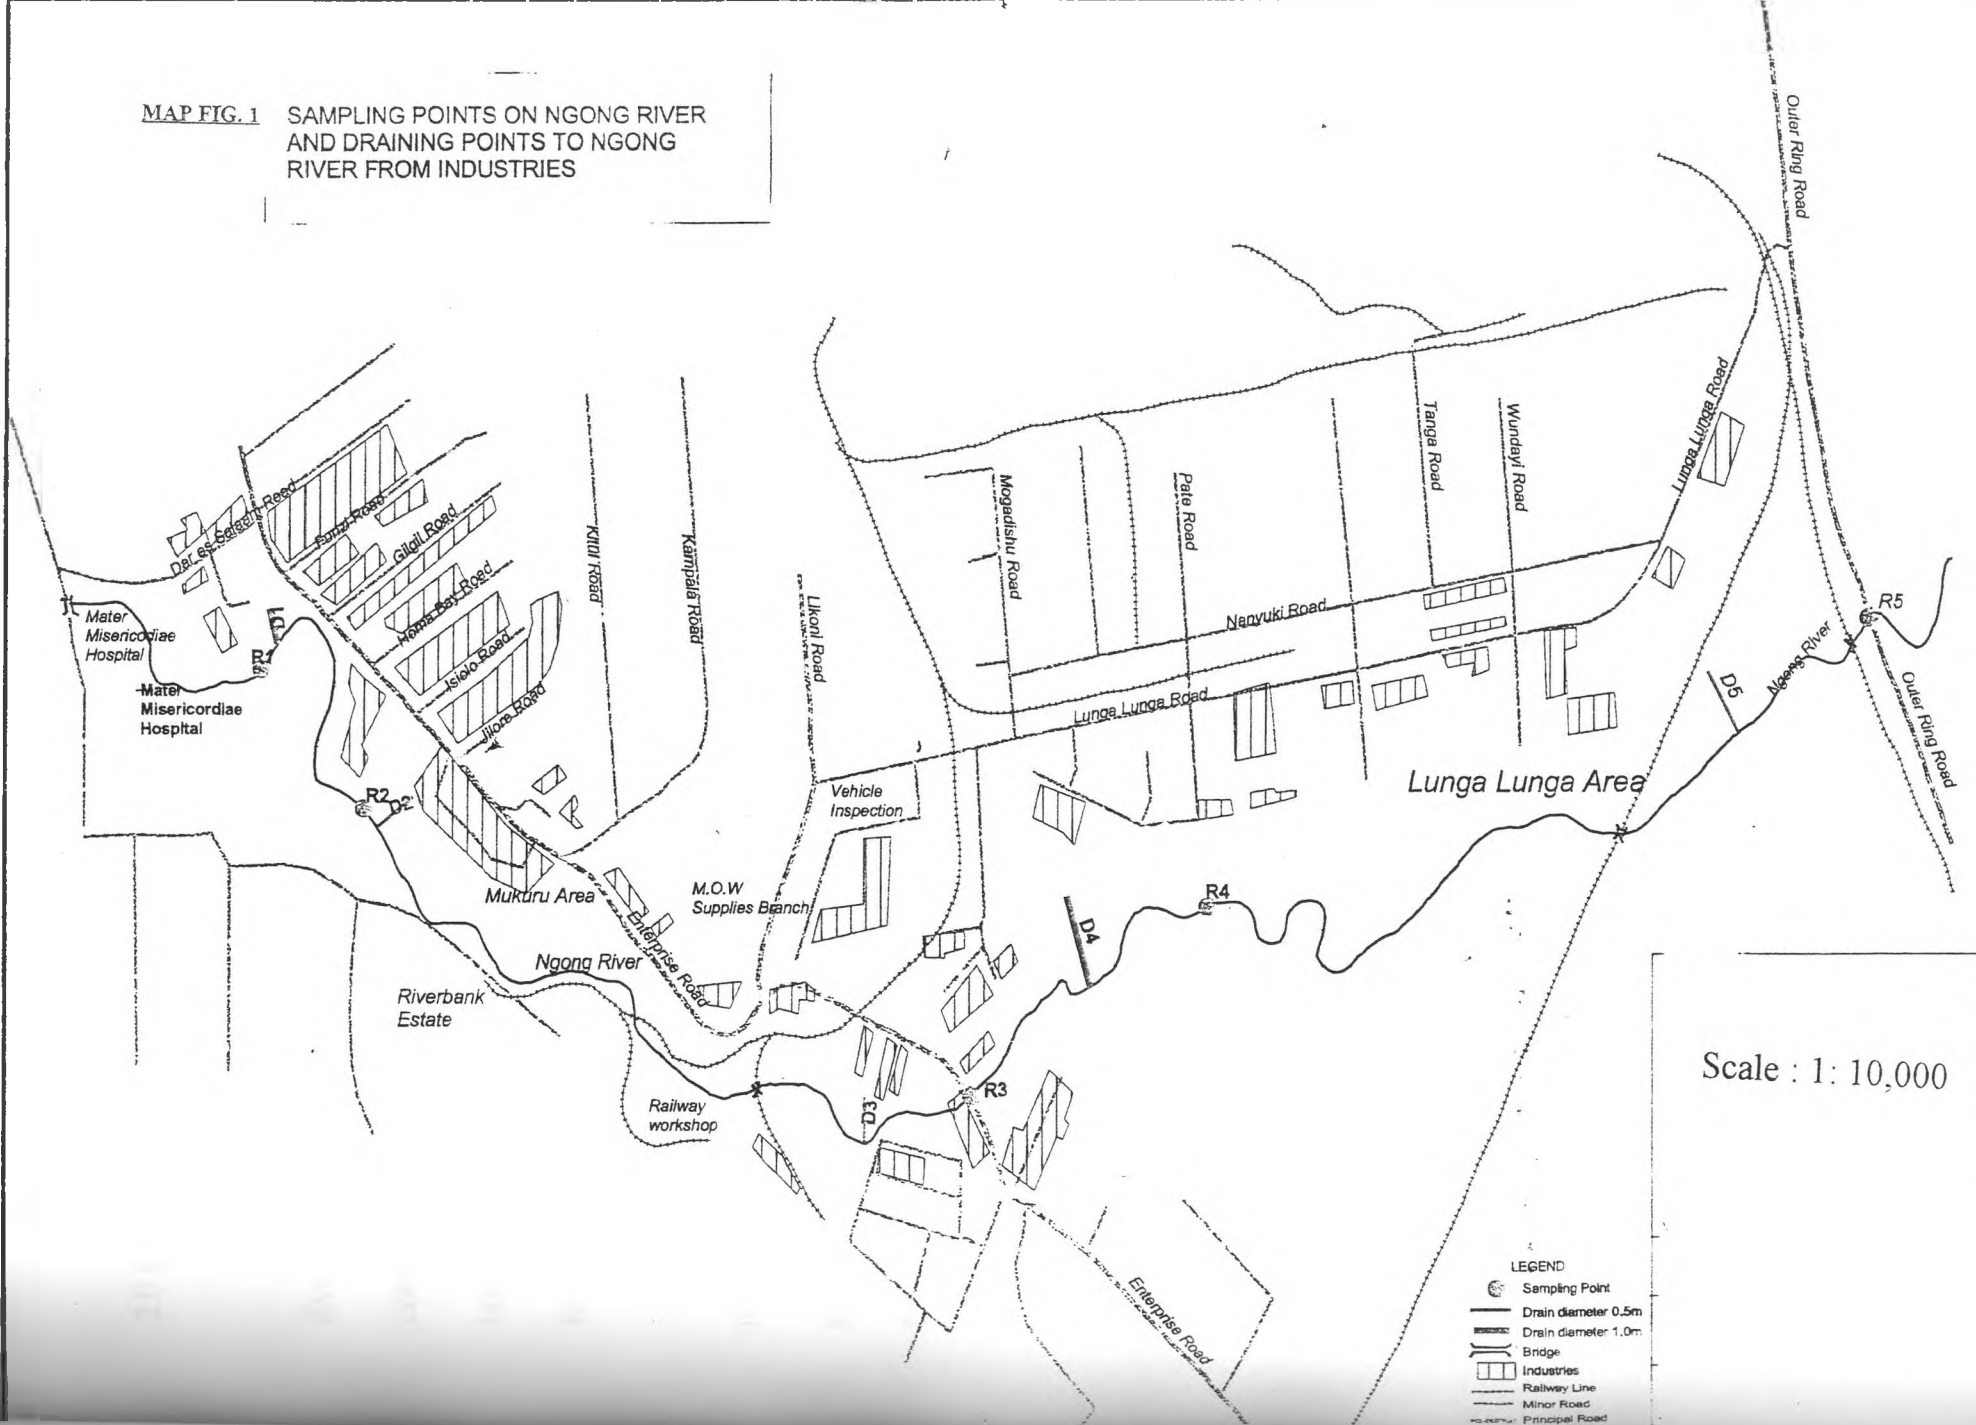 MAP FIG. 1 SAMPLING POINTS ON NGONG RIVER
AND DRAINING POINTS TO NGONG
RIVER FROM INDUSTRIES
Outer Ring Road
Lunga Lunga Road
Tanga Road
Wundayi Road
Pate Road
Mogadishu Road
Dar es Salaam Road
Funzi Road
Gilgil Road
Homa Bay Road
Isiolo Road
Jilore Road
Kampala Road
Likoni Road
Nanyuki Road
Lunga Lunga Road
Mater
Misericodiae
Hospital
Mater
Misericordiae
Hospital
D1
R1
R2
D2
R5
Ngong River
D5
Outer Ring Road
Lunga Lunga Area
Vehicle
Inspection
M.O.W
Supplies Branch
Mukuru Area
Enterprise Road
Ngong River
Riverbank
Estate
R4
D4
Railway
workshop
D3
R3
Scale : 1: 10,000
Enterprise Road
LEGEND
Sampling Point
Drain diameter 0.5m
Drain diameter 1.0m
Bridge
Industries
Railway Line
Minor Road
Principal Road